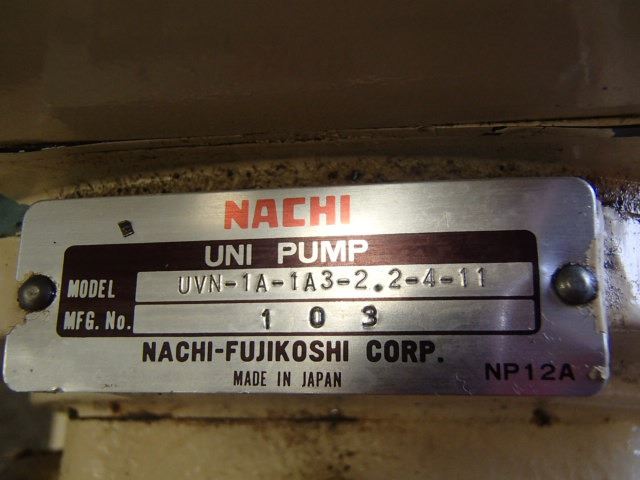 NACHI
UNI PUMP
MODEL UVN-1A-1A3-2.2-4-11
MFG. No. 1 0 3
NACHI-FUJIKOSHI CORP.
MADE IN JAPAN
NP12A